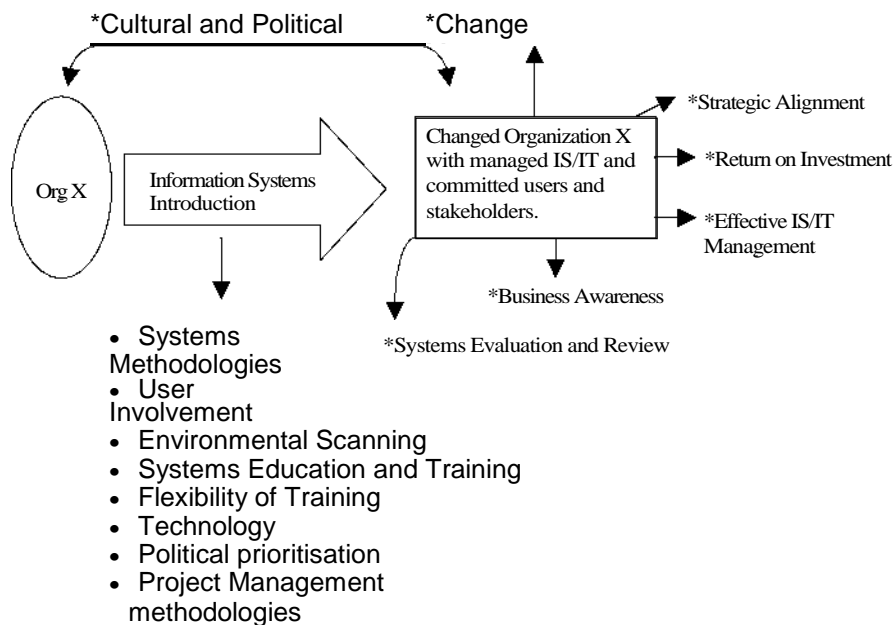 *Cultural and Political *Change
Org X
Information Systems
Introduction
Changed Organization X
with managed IS/IT and
committed users and
stakeholders.
*Strategic Alignment
*Return on Investment
*Effective IS/IT
Management
*Business Awareness
*Systems Evaluation and Review
• Systems
Methodologies
• User
Involvement
• Environmental Scanning
• Systems Education and Training
• Flexibility of Training
• Technology
• Political prioritisation
• Project Management
methodologies